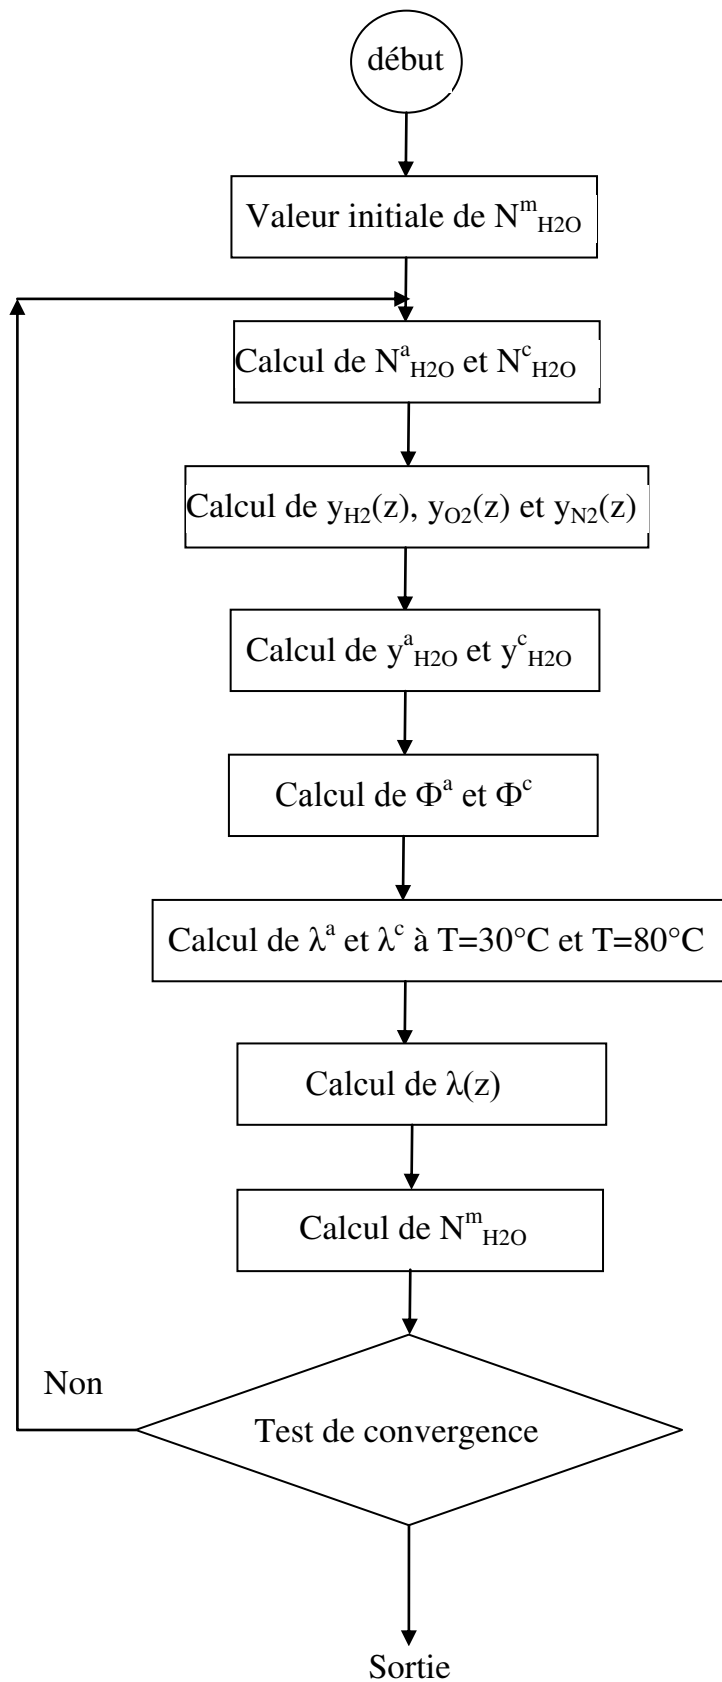 début
Valeur initiale de N^m_H2O
Calcul de N^a_H2O et N^c_H2O
Calcul de y_H2(z), y_O2(z) et y_N2(z)
Calcul de y^a_H2O et y^c_H2O
Calcul de Φ^a et Φ^c
Calcul de λ^a et λ^c à T=30°C et T=80°C
Calcul de λ(z)
Calcul de N^m_H2O
Non
Test de convergence
Sortie